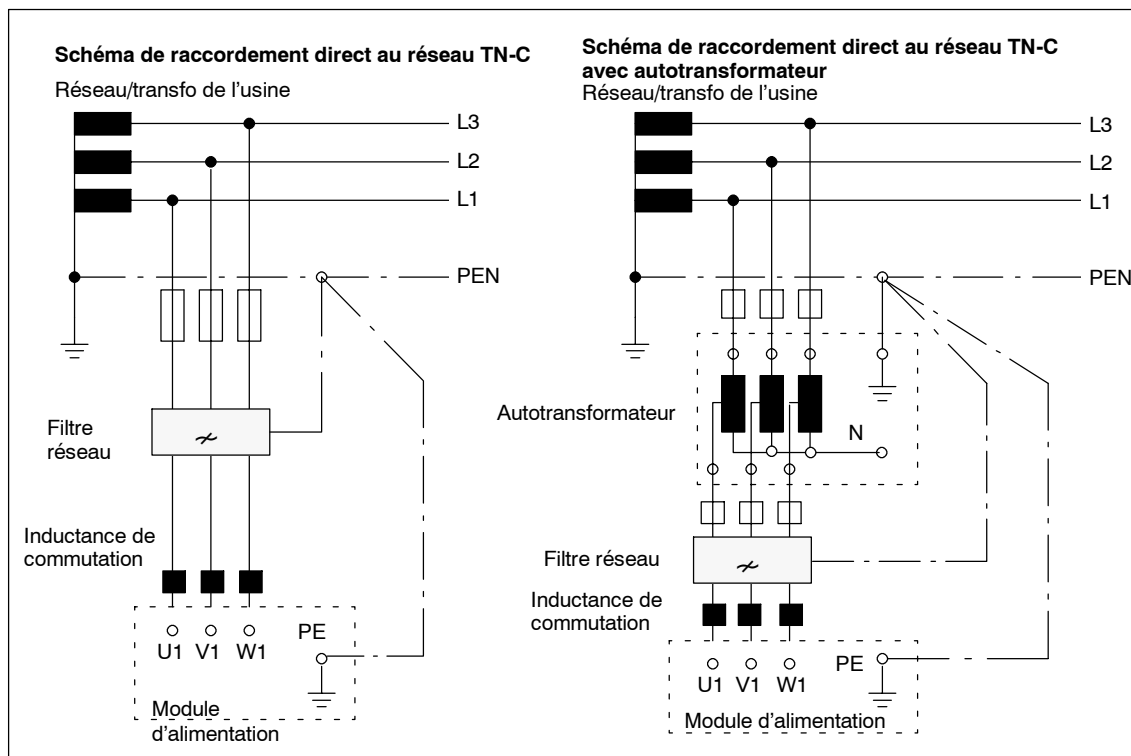 Schéma de raccordement direct au réseau TN-C
Réseau/transfo de l'usine
L3
L2
L1
PEN
Filtre
réseau
Inductance de
commutation
PE
U1 V1 W1
Module
d'alimentation
Schéma de raccordement direct au réseau TN-C
avec autotransformateur
Réseau/transfo de l'usine
L3
L2
L1
PEN
Autotransformateur
N
Filtre réseau
Inductance de
commutation
PE
U1 V1 W1
Module d'alimentation